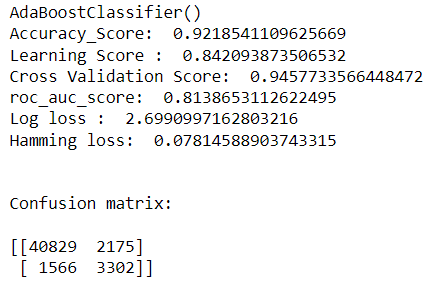 AdaBoostClassifier()
Accuracy_Score:  0.9218541109625669
Learning Score :  0.842093873506532
Cross Validation Score:  0.9457733566448472
roc_auc_score:  0.8138653112622495
Log loss :  2.6990997162803216
Hamming loss:  0.07814588903743315
Confusion matrix:
[[40829  2175]
 [ 1566  3302]]